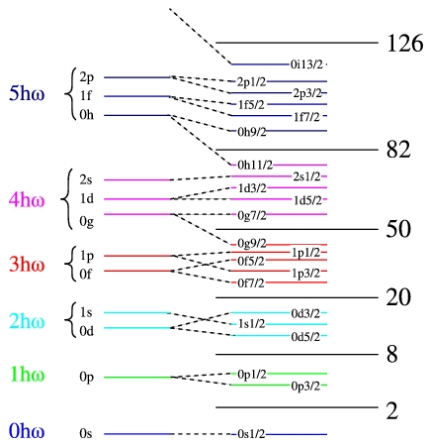 126
0i13/2
2p
2p1/2
5hω
1f
2p3/2
1f5/2
0h
1f7/2
0h9/2
82
0h11/2
2s
2s1/2
1d3/2
4hω
1d
1d5/2
0g
0g7/2
50
0g9/2
1p
1p1/2
3hω
0f5/2
0f
1p3/2
0f7/2
20
1s
0d3/2
2hω
1s1/2
0d
0d5/2
8
1hω
0p
0p1/2
0p3/2
2
0hω
0s
0s1/2